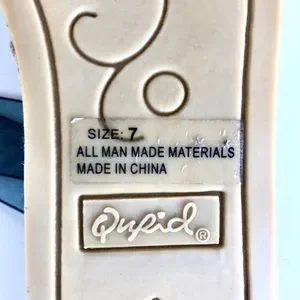 SIZE: 7
ALL MAN MADE MATERIALS
MADE IN CHINA
Qupid®